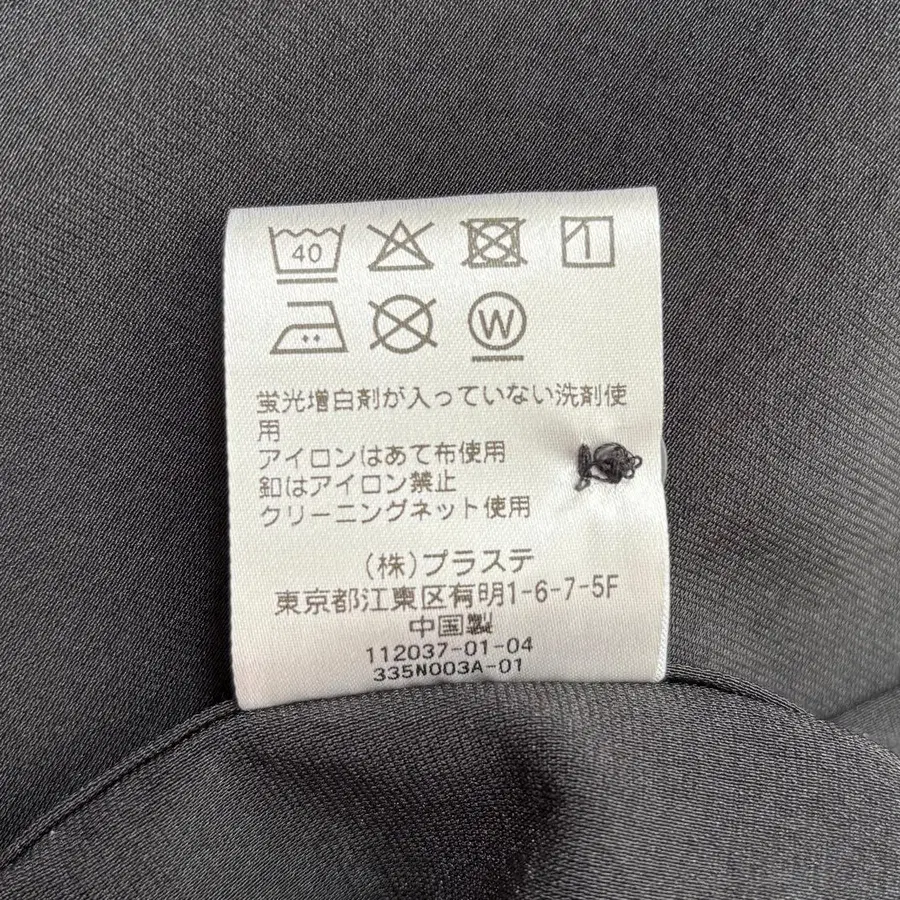 40
1
W
蛍光増白剤が入っていない洗剤使
用
アイロンはあて布使用
釦はアイロン禁止
クリーニングネット使用
(株)プラステ
東京都江東区有明1-6-7-5F
中国製
112037-01-04
335N003A-01